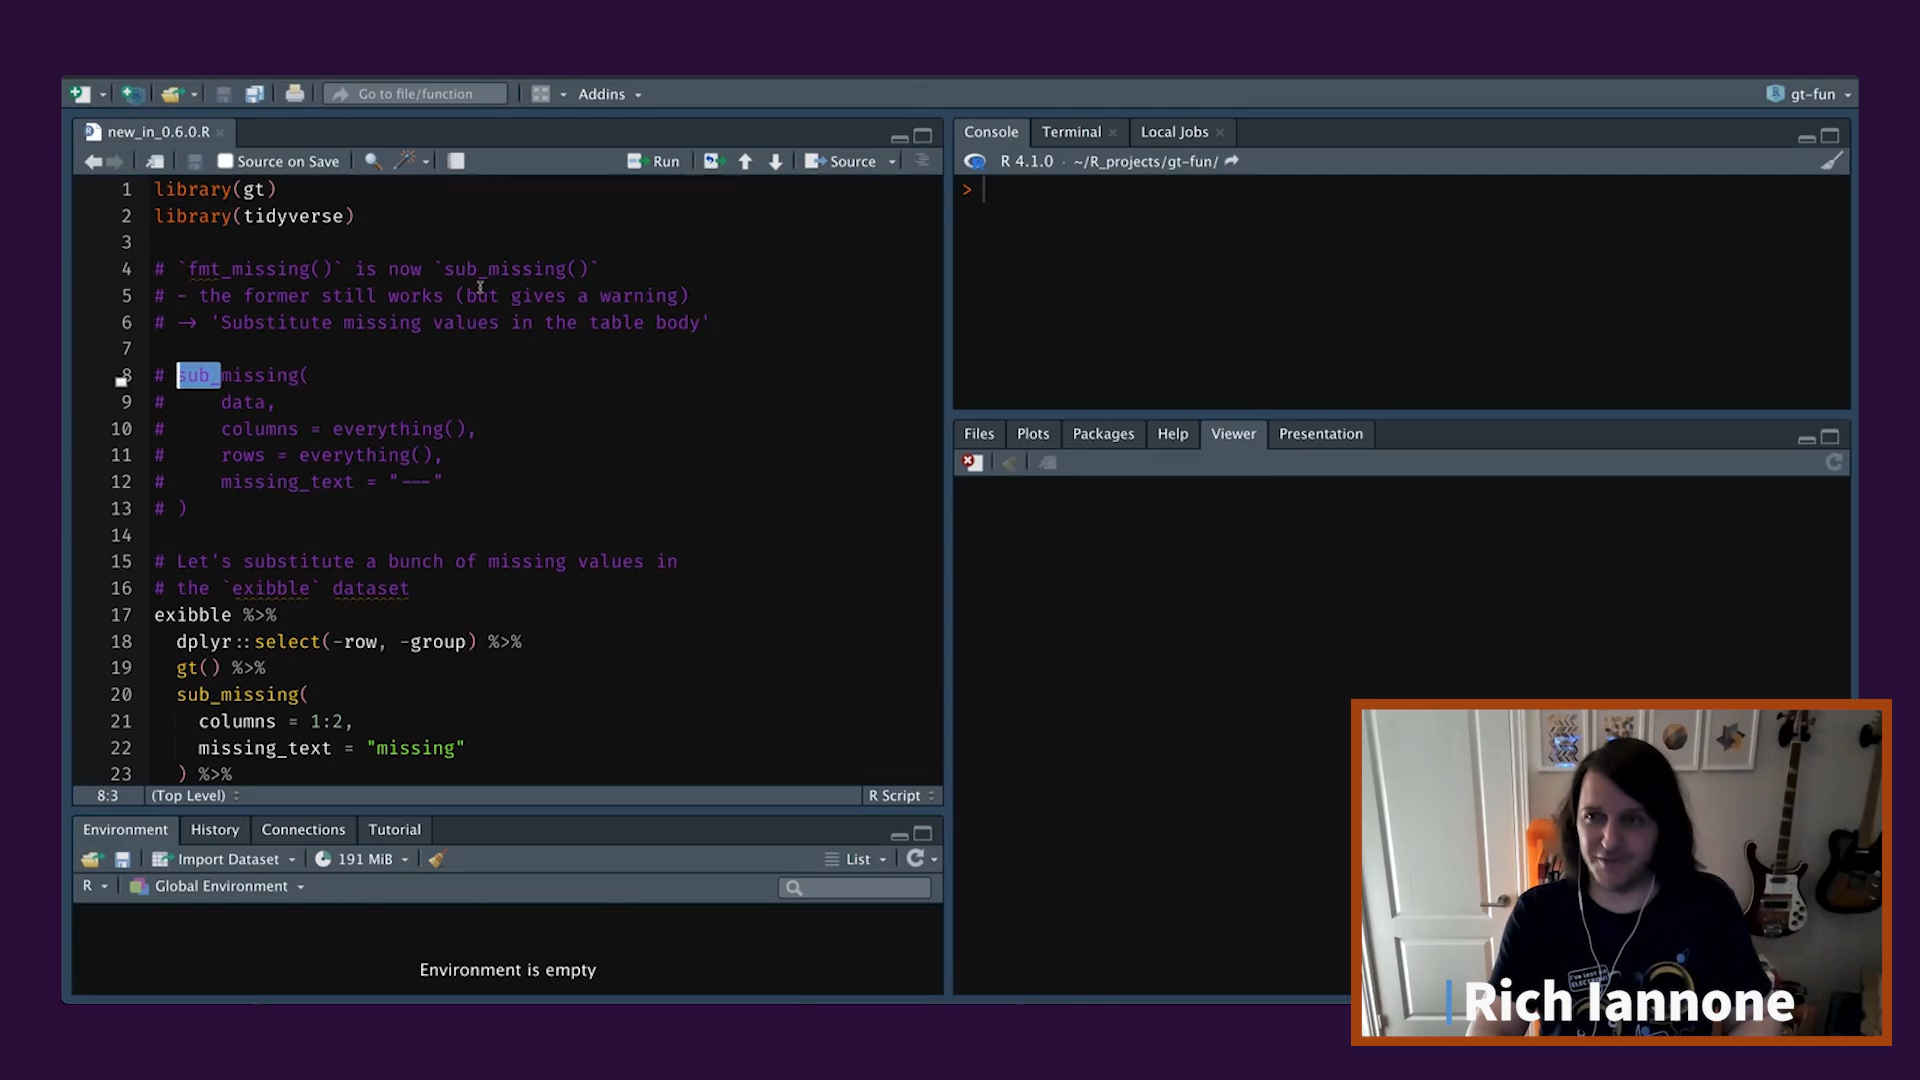 Go to file/function
Addins
gt-fun
new_in_0.6.0.R
Source on Save
Run
Source
1 library(gt)
2 library(tidyverse)
3
4 # `fmt_missing()` is now `sub_missing()`
5 # - the former still works (but gives a warning)
6 # -> 'Substitute missing values in the table body'
7
8 # sub_missing(
9 # data,
10 # columns = everything(),
11 # rows = everything(),
12 # missing_text = "---"
13 # )
14
15 # Let's substitute a bunch of missing values in
16 # the `exibble` dataset
17 exibble %>%
18 dplyr::select(-row, -group) %>%
19 gt() %>%
20 sub_missing(
21 columns = 1:2,
22 missing_text = "missing"
23 ) %>%
8:3 (Top Level) R Script
Environment History Connections Tutorial
Import Dataset 191 MiB List
R Global Environment
Environment is empty
Console Terminal Local Jobs
R 4.1.0 · ~/R_projects/gt-fun/
>
Files Plots Packages Help Viewer Presentation
Rich Iannone